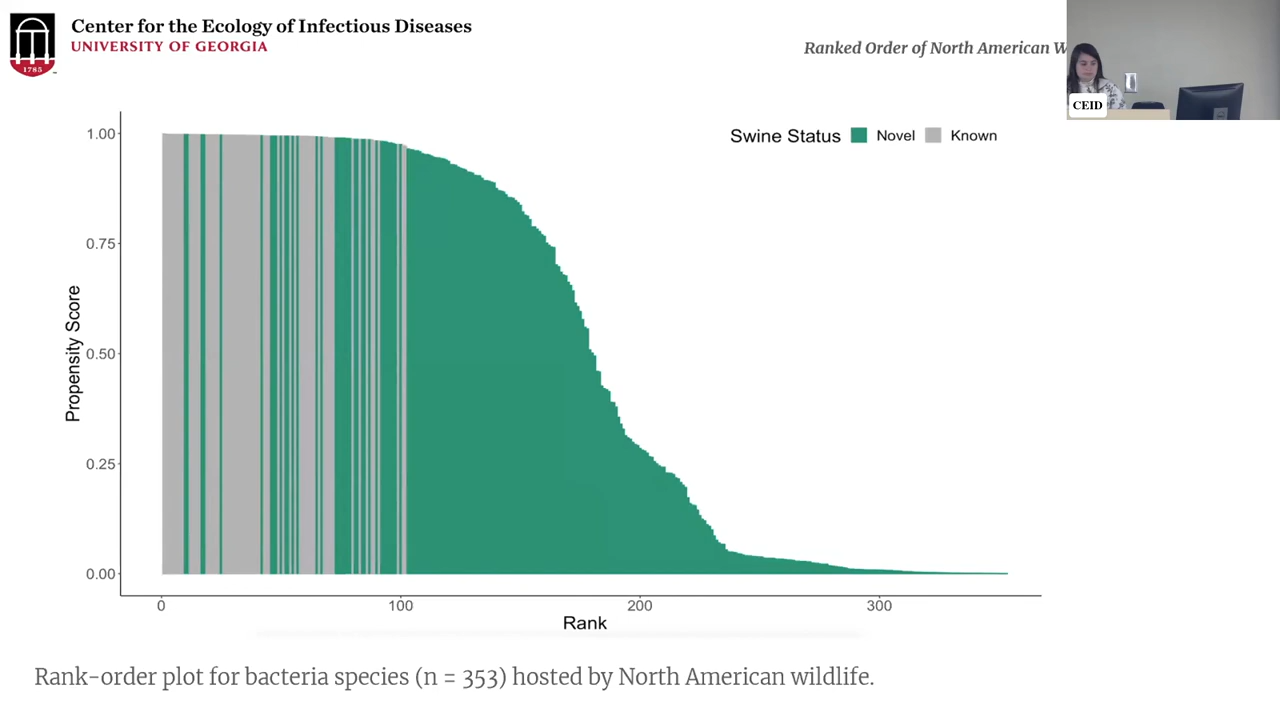 Center for the Ecology of Infectious Diseases
UNIVERSITY OF GEORGIA
1785
Ranked Order of North American W
CEID
Swine Status Novel Known
1.00
0.75
0.50
0.25
0.00
Propensity Score
0 100 200 300
Rank
Rank-order plot for bacteria species (n = 353) hosted by North American wildlife.